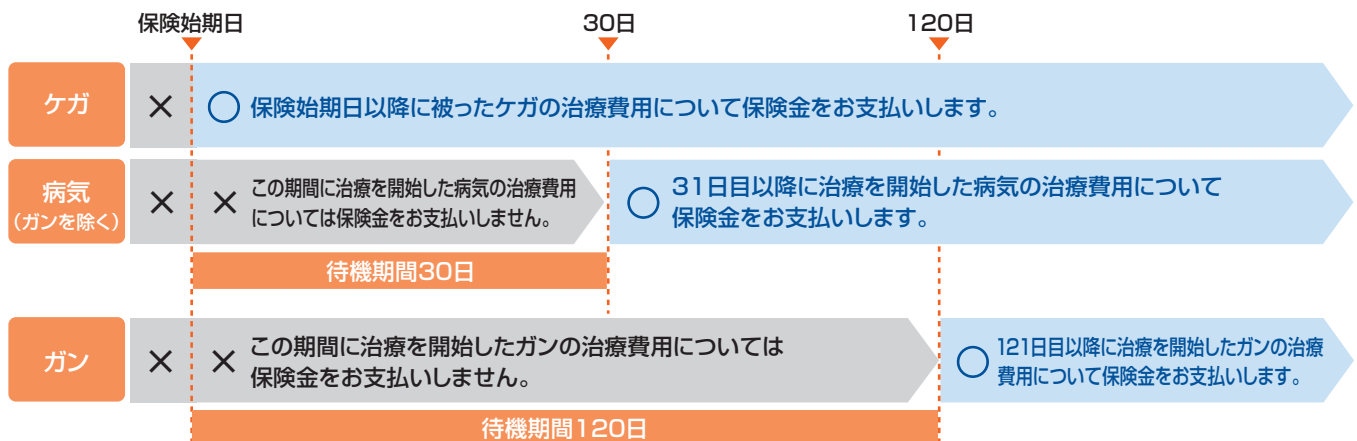 保険始期日 30日 120日
ケガ
× ○ 保険始期日以降に被ったケガの治療費用について保険金をお支払いします。
病気
(ガンを除く)
× × この期間に治療を開始した病気の治療費用
については保険金をお支払いしません。
○ 31日目以降に治療を開始した病気の治療費用について
保険金をお支払いします。
待機期間30日
ガン
× × この期間に治療を開始したガンの治療費用については
保険金をお支払いしません。
○ 121日目以降に治療を開始したガンの治療
費用について保険金をお支払いします。
待機期間120日